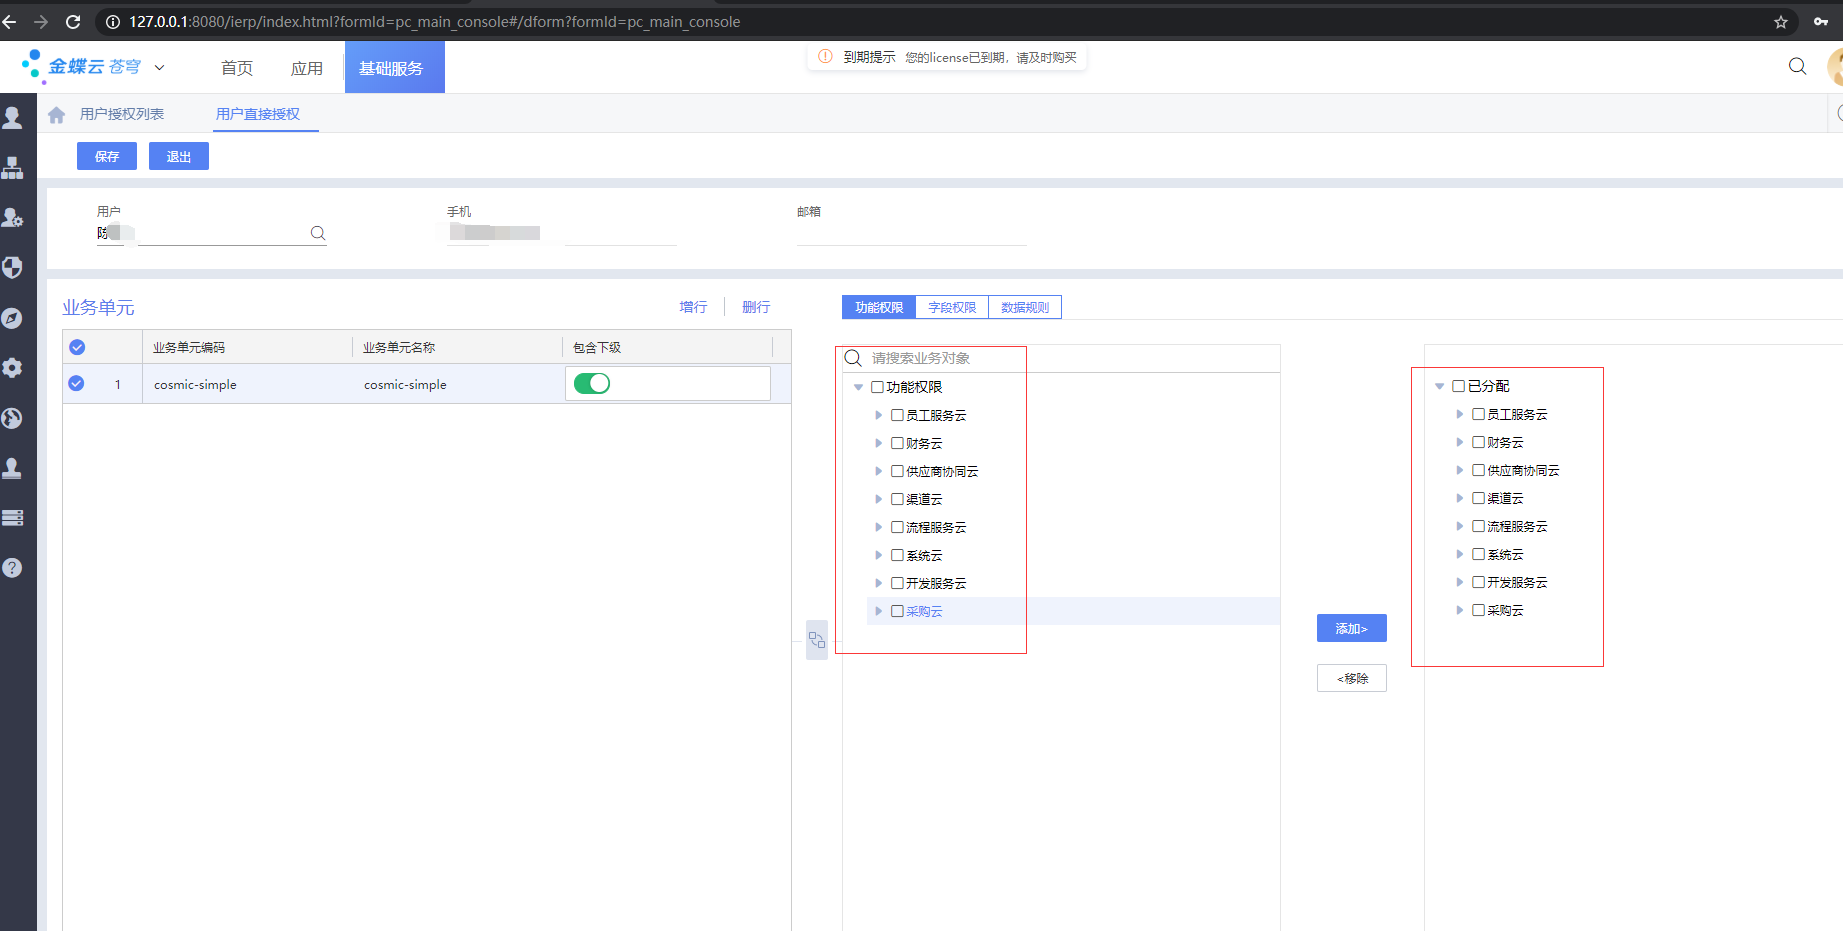 127.0.0.1:8080/ierp/index.html?formId=pc_main_console#/dform?formId=pc_main_console
金蝶云 苍穹
首页
应用
基础服务
到期提示 您的license已到期，请及时购买
用户授权列表
用户直接授权
保存
退出
用户
手机
邮箱
陈
业务单元
增行
删行
功能权限
字段权限
数据规则
业务单元编码
业务单元名称
包含下级
1
cosmic-simple
cosmic-simple
请搜索业务对象
功能权限
员工服务云
财务云
供应商协同云
渠道云
流程服务云
系统云
开发服务云
采购云
添加>
<移除
已分配
员工服务云
财务云
供应商协同云
渠道云
流程服务云
系统云
开发服务云
采购云